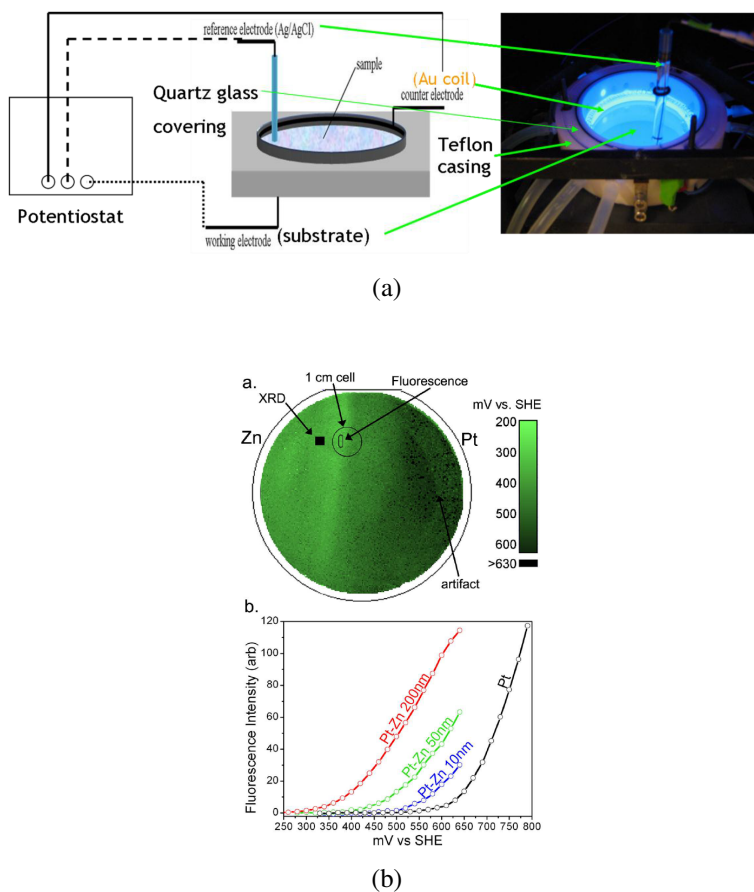 reference electrode (Ag/AgCl)
sample
(Au coil)
counter electrode
Quartz glass
covering
Teflon
casing
Potentiostat
working electrode (substrate)
(a)
a.
1 cm cell
Fluorescence
XRD
mV vs. SHE
Zn
Pt
200
300
400
500
600
>630
artifact
b.
120
100
80
60
40
20
0
Fluorescence Intensity (arb)
Pt-Zn 200nm
Pt-Zn 50nm
Pt-Zn 10nm
Pt
250 300 350 400 450 500 550 600 650 700 750 800
mV vs SHE
(b)